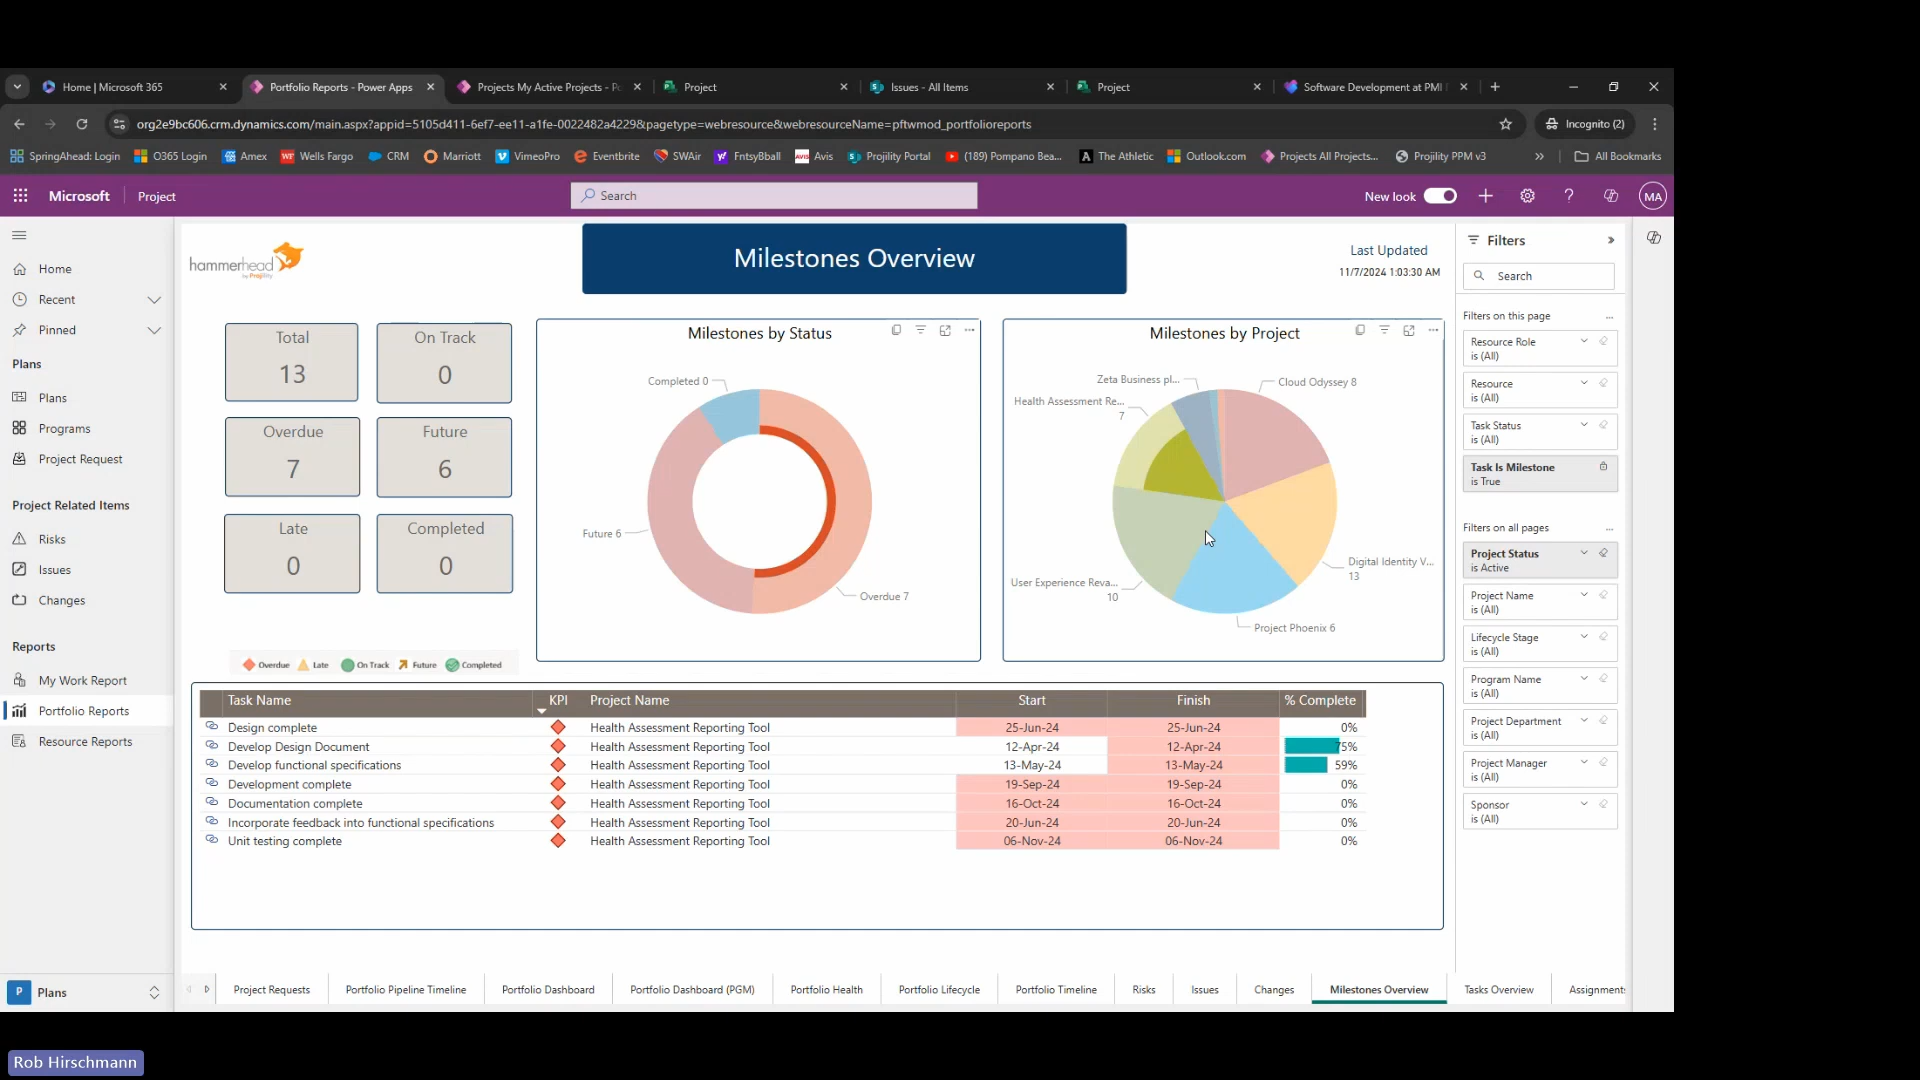 Home | Microsoft 365
Portfolio Reports - Power Apps
Projects My Active Projects - Po
Project
Issues - All Items
Project
Software Development at PMI
org2e9bc606.crm.dynamics.com/main.aspx?appid=5105d411-6ef7-ee11-a1fe-0022482a4229&pagetype=webresource&webresourceName=pftwmod_portfolioreports
Incognito (2)
SpringAhead: Login
O365 Login
Amex
Wells Fargo
CRM
Marriott
VimeoPro
Eventbrite
SWAir
FntsyBball
Avis
Projility Portal
(189) Pompano Bea...
The Athletic
Outlook.com
Projects All Projects...
Projility PPM v3
All Bookmarks
Microsoft
Project
Search
New look
MA
Home
Recent
Pinned
Plans
Plans
Programs
Project Request
Project Related Items
Risks
Issues
Changes
Reports
My Work Report
Portfolio Reports
Resource Reports
P Plans
hammerhead
by Projility
Milestones Overview
Last Updated
11/7/2024 1:03:30 AM
Total
13
On Track
0
Overdue
7
Future
6
Late
0
Completed
0
Overdue Late On Track Future Completed
Milestones by Status
Completed 0
Future 6
Overdue 7
Milestones by Project
Zeta Business pl...
Cloud Odyssey 8
Health Assessment Re...
7
Digital Identity V...
13
User Experience Reva...
10
Project Phoenix 6
Task Name KPI Project Name Start Finish % Complete
Design complete Health Assessment Reporting Tool 25-Jun-24 25-Jun-24 0%
Develop Design Document Health Assessment Reporting Tool 12-Apr-24 12-Apr-24 75%
Develop functional specifications Health Assessment Reporting Tool 13-May-24 13-May-24 59%
Development complete Health Assessment Reporting Tool 19-Sep-24 19-Sep-24 0%
Documentation complete Health Assessment Reporting Tool 16-Oct-24 16-Oct-24 0%
Incorporate feedback into functional specifications Health Assessment Reporting Tool 20-Jun-24 20-Jun-24 0%
Unit testing complete Health Assessment Reporting Tool 06-Nov-24 06-Nov-24 0%
Filters
Search
Filters on this page
Resource Role
is (All)
Resource
is (All)
Task Status
is (All)
Task Is Milestone
is True
Filters on all pages
Project Status
is Active
Project Name
is (All)
Lifecycle Stage
is (All)
Program Name
is (All)
Project Department
is (All)
Project Manager
is (All)
Sponsor
is (All)
Project Requests
Portfolio Pipeline Timeline
Portfolio Dashboard
Portfolio Dashboard (PGM)
Portfolio Health
Portfolio Lifecycle
Portfolio Timeline
Risks
Issues
Changes
Milestones Overview
Tasks Overview
Assignments
Rob Hirschmann